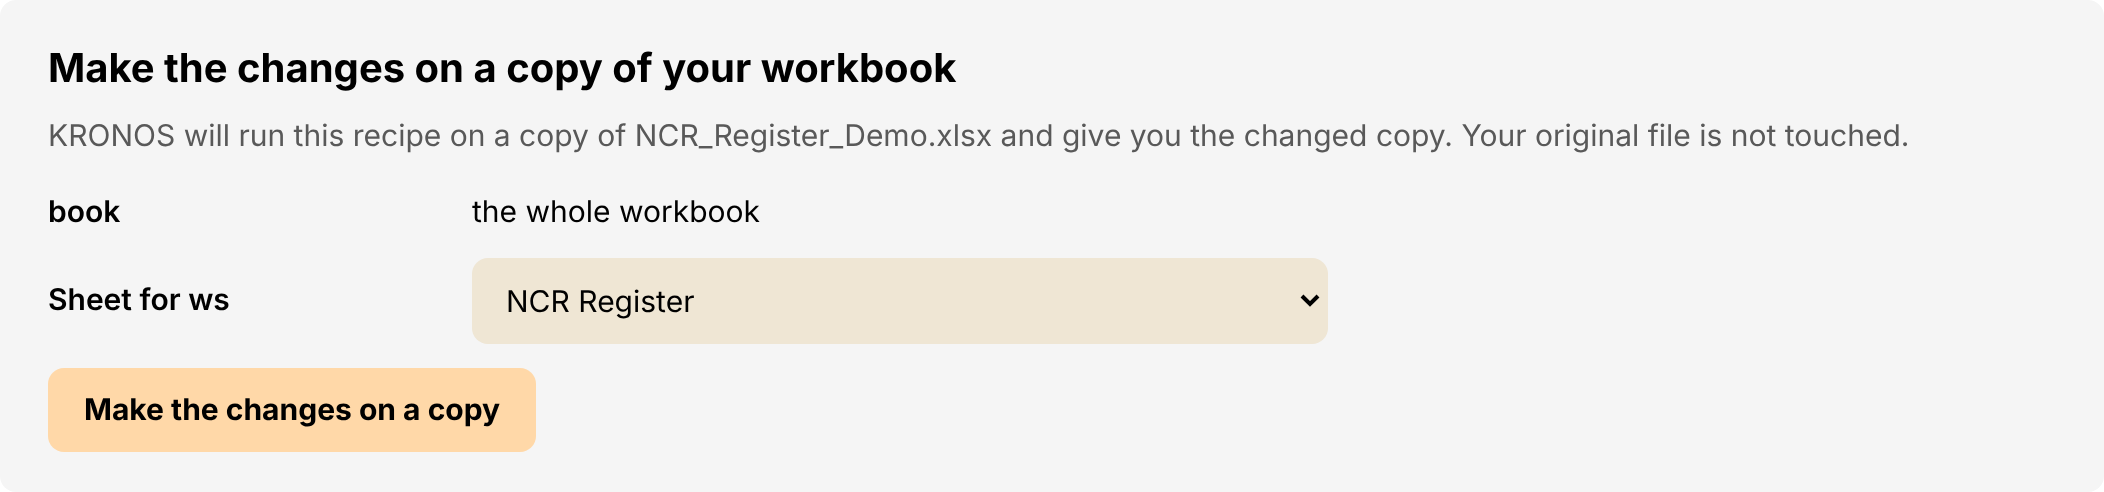 Make the changes on a copy of your workbook
KRONOS will run this recipe on a copy of NCR_Register_Demo.xlsx and give you the changed copy. Your original file is not touched.
book
the whole workbook
Sheet for ws
NCR Register
Make the changes on a copy